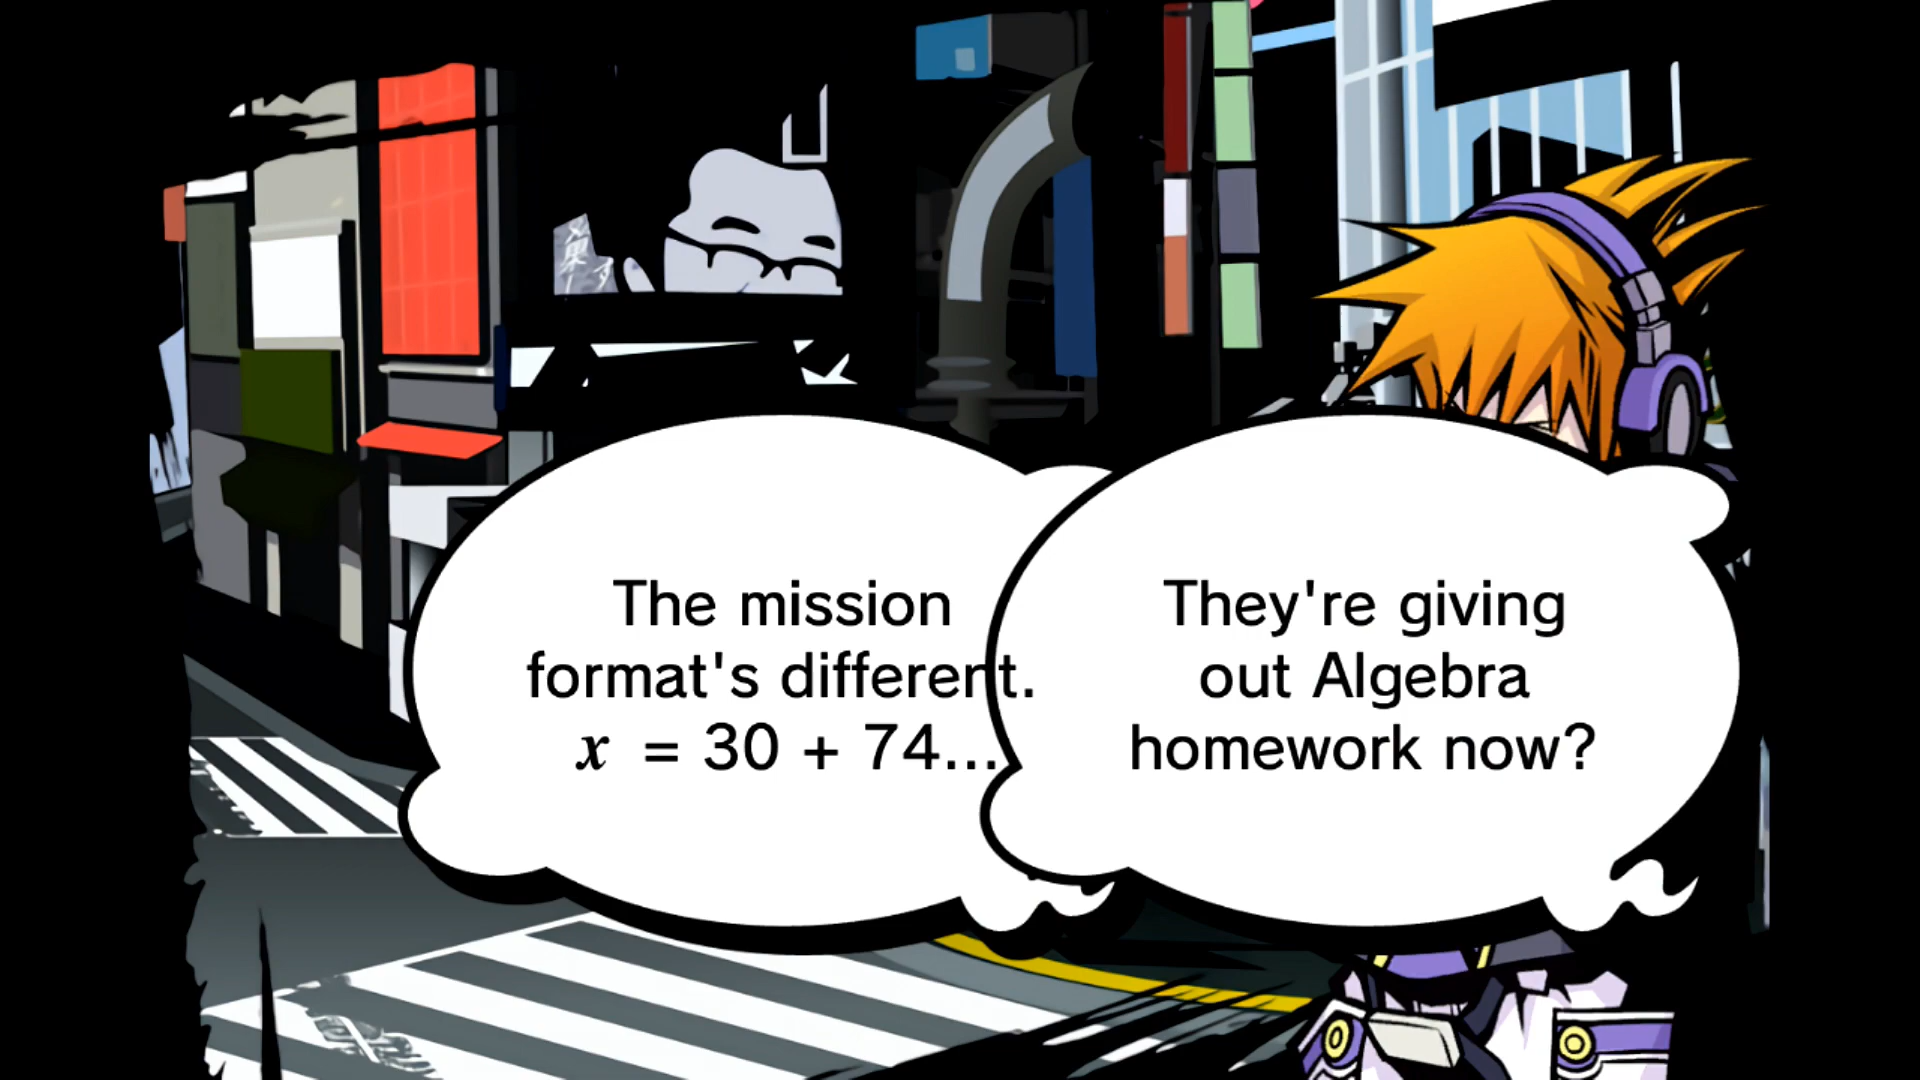 The mission
format's different.
x = 30 + 74...
They're giving
out Algebra
homework now?